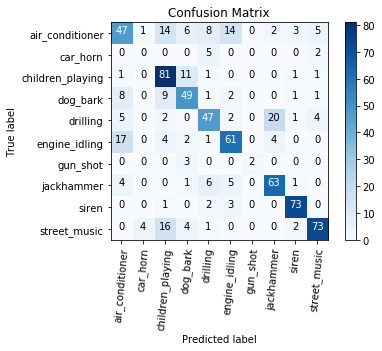 Confusion Matrix
air_conditioner 47 1 14 6 8 14 0 2 3 5
car_horn 0 0 0 0 5 0 0 0 0 2
children_playing 1 0 81 11 1 0 0 0 1 1
dog_bark 8 0 9 49 1 2 0 0 1 1
drilling 5 0 2 0 47 2 0 20 1 4
engine_idling 17 0 4 2 1 61 0 4 0 0
gun_shot 0 0 0 3 0 0 2 0 0 0
jackhammer 4 0 0 1 6 5 0 63 1 0
siren 0 0 1 0 2 3 0 0 73 0
street_music 0 4 16 4 1 0 0 0 2 73
True label
air_conditioner
car_horn
children_playing
dog_bark
drilling
engine_idling
gun_shot
jackhammer
siren
street_music
Predicted label
80
70
60
50
40
30
20
10
0